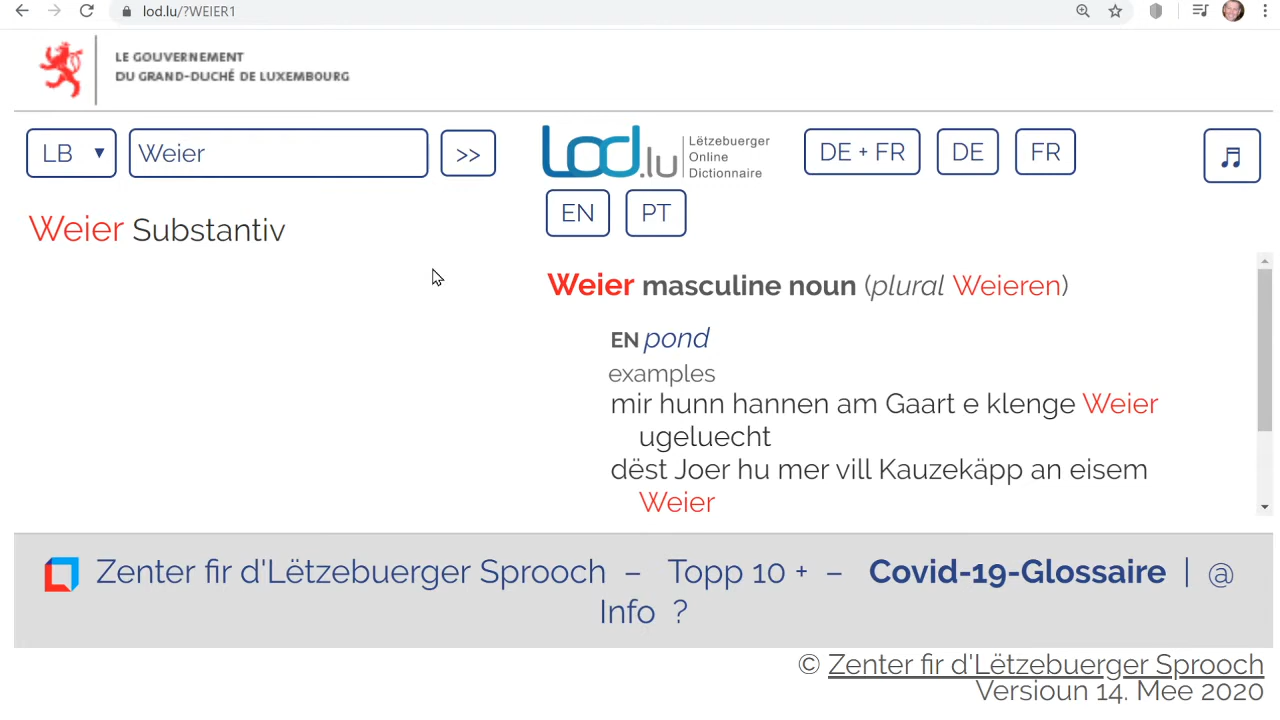 lod.lu/?WEIER1
LE GOUVERNEMENT
DU GRAND-DUCHÉ DE LUXEMBOURG
LB ▼ Weier >>
Lod.lu Lëtzebuerger
Online
Dictionnaire
DE + FR DE FR
EN PT
Weier Substantiv
Weier masculine noun (plural Weieren)
EN pond
examples
mir hunn hannen am Gaart e klenge Weier
ugeluecht
dëst Joer hu mer vill Kauzekäpp an eisem
Weier
Zenter fir d'Lëtzebuerger Sprooch – Topp 10 + – Covid-19-Glossaire | @
Info ?
© Zenter fir d'Lëtzebuerger Sprooch
Versioun 14. Mee 2020